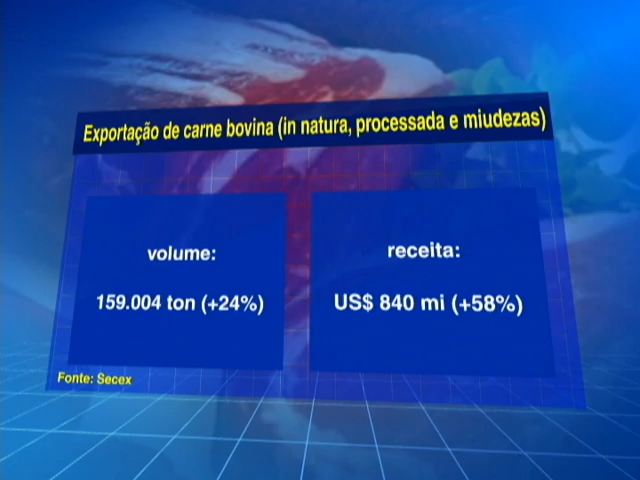 Exportação de carne bovina (in natura, processada e miudezas)
volume:
159.004 ton (+24%)
receita:
US$ 840 mi (+58%)
Fonte: Secex